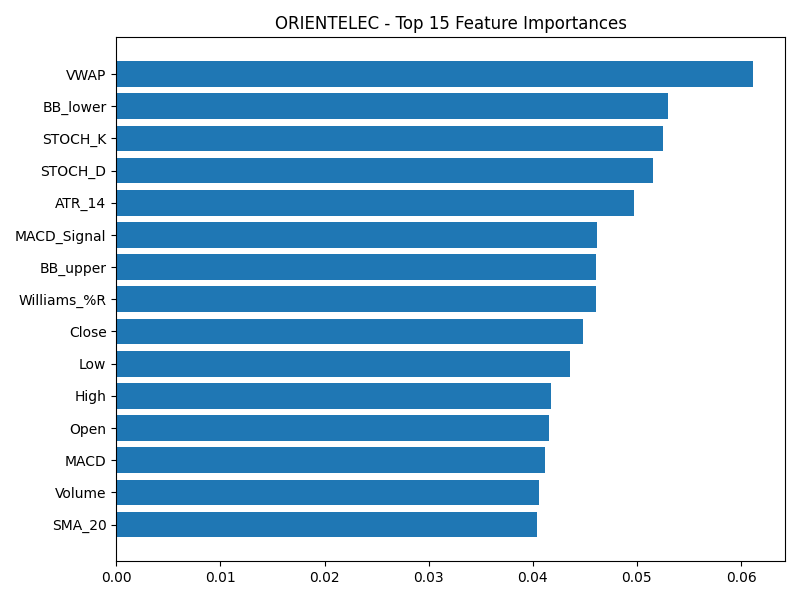 ORIENTELEC - Top 15 Feature Importances
VWAP
BB_lower
STOCH_K
STOCH_D
ATR_14
MACD_Signal
BB_upper
Williams_%R
Close
Low
High
Open
MACD
Volume
SMA_20
0.00 0.01 0.02 0.03 0.04 0.05 0.06